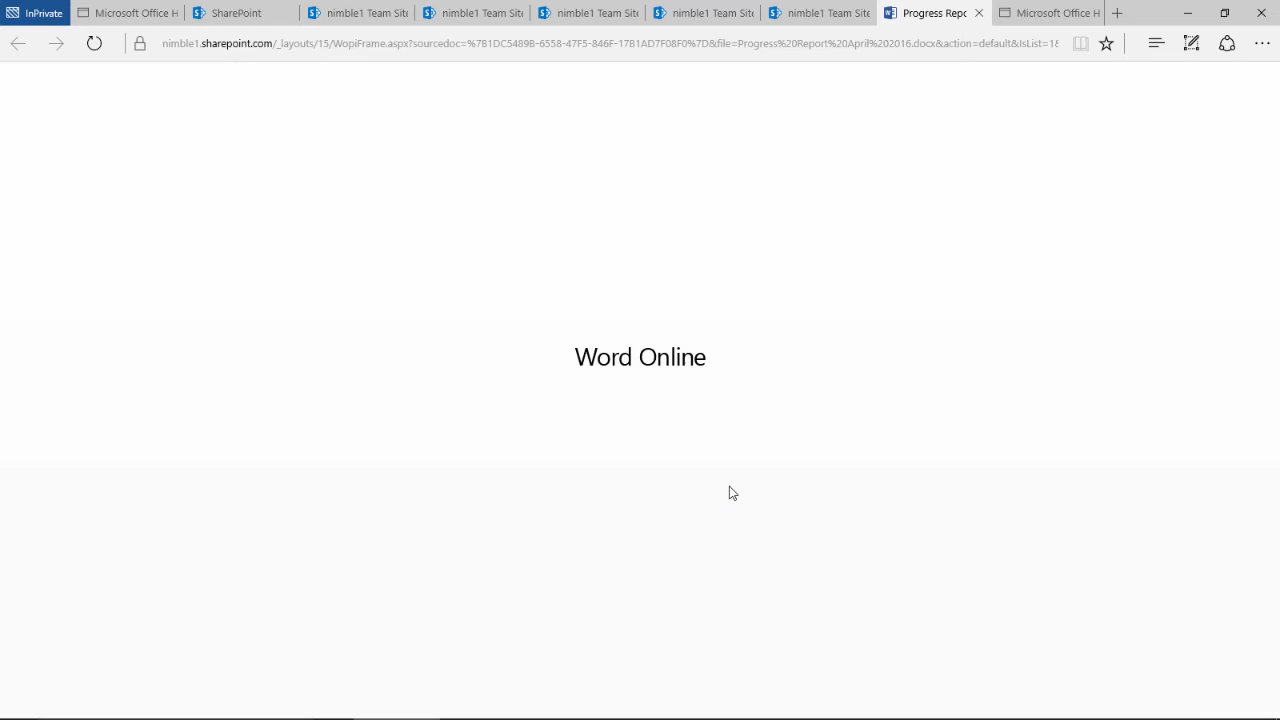 InPrivate
Microsoft Office H
SharePoint
nimble1 Team Site
nimble1 Team Site
nimble1 Team Site
nimble1 Team Site
nimble1 Team Site
Progress Repo
Microsoft Office H
nimble1.sharepoint.com/_layouts/15/WopiFrame.aspx?sourcedoc=%7B1DC5489B-6558-47F5-846F-17B1AD7F08F0%7D&file=Progress%20Report%20April%202016.docx&action=default&IsList=1&
Word Online